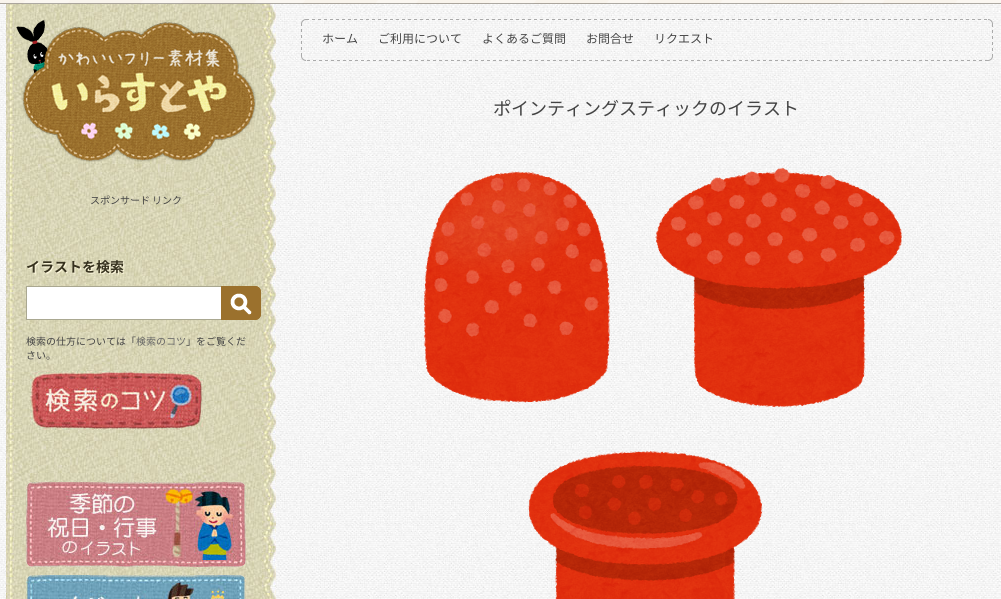 かわいいフリー素材集
いらすとや
スポンサード リンク
イラストを検索
検索の仕方については「検索のコツ」をご覧くだ
さい。
検索のコツ
季節の
祝日・行事
のイラスト
ホーム
ご利用について
よくあるご質問
お問合せ
リクエスト
ポインティングスティックのイラスト